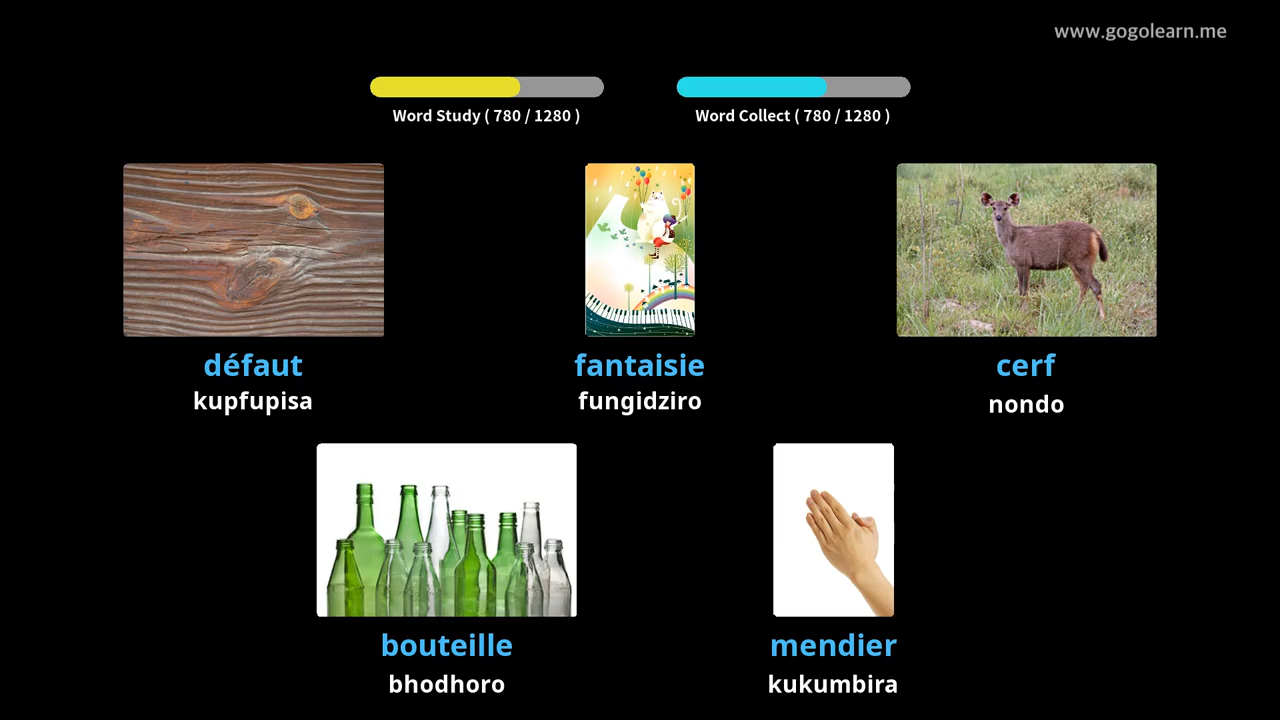 www.gogolearn.me
Word Study ( 780 / 1280 )
Word Collect ( 780 / 1280 )
défaut
kupfupisa
fantaisie
fungidziro
cerf
nondo
bouteille
bhodhoro
mendier
kukumbira